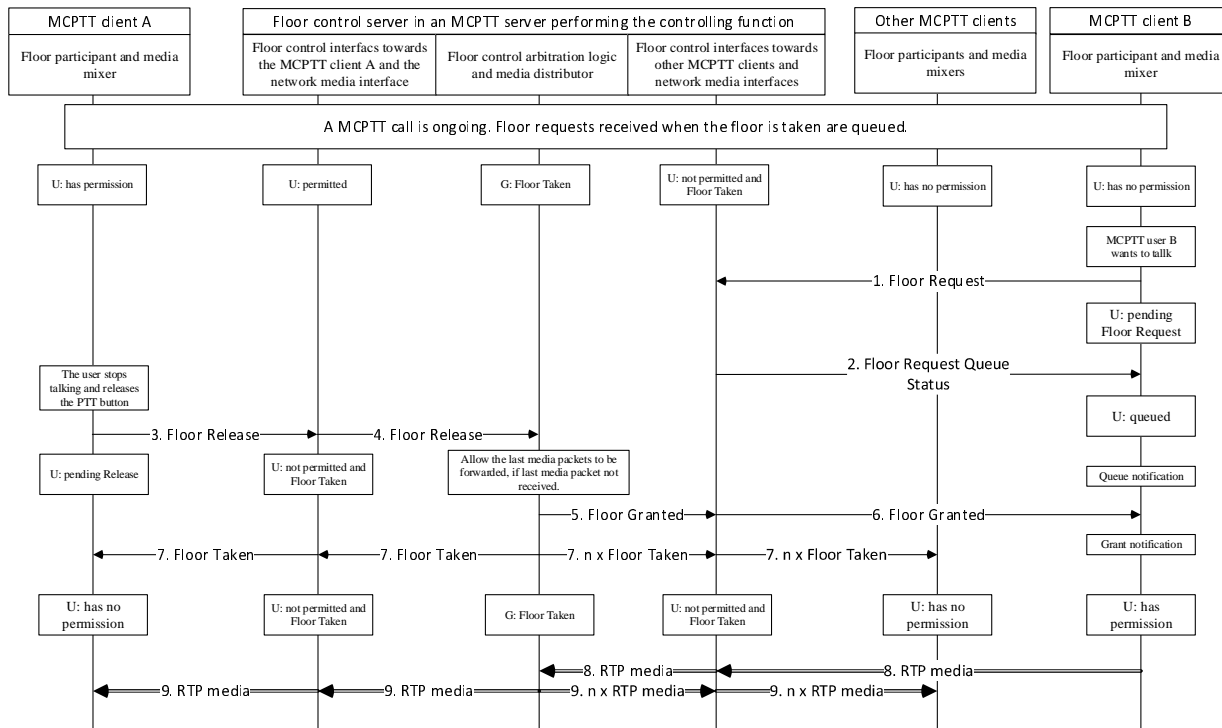 MCPTT client A
Floor control server in an MCPTT server performing the controlling function
Other MCPTT clients
MCPTT client B
Floor participant and media
mixer
Floor control interfacs towards
the MCPTT client A and the
network media interface
Floor control arbitration logic
and media distributor
Floor control interfaces towards
other MCPTT clients and
network media interfaces
Floor participants and media
mixers
Floor participant and media
mixer
A MCPTT call is ongoing. Floor requests received when the floor is taken are queued.
U: has permission
U: permitted
G: Floor Taken
U: not permitted and
Floor Taken
U: has no permission
U: has no permission
MCPTT user B
wants to tallk
1. Floor Request
U: pending
Floor Request
2. Floor Request Queue
Status
The user stops
talking and releases
the PTT button
U: queued
3. Floor Release
4. Floor Release
U: pending Release
U: not permitted and
Floor Taken
Allow the last media packets to be
forwarded, if last media packet not
received.
Queue notification
5. Floor Granted
6. Floor Granted
Grant notification
7. Floor Taken
7. Floor Taken
7. n x Floor Taken
7. n x Floor Taken
U: has no
permission
U: not permitted and
Floor Taken
G: Floor Taken
U: not permitted and
Floor Taken
U: has no
permission
U: has
permission
8. RTP media
8. RTP media
9. RTP media
9. RTP media
9. n x RTP media
9. n x RTP media